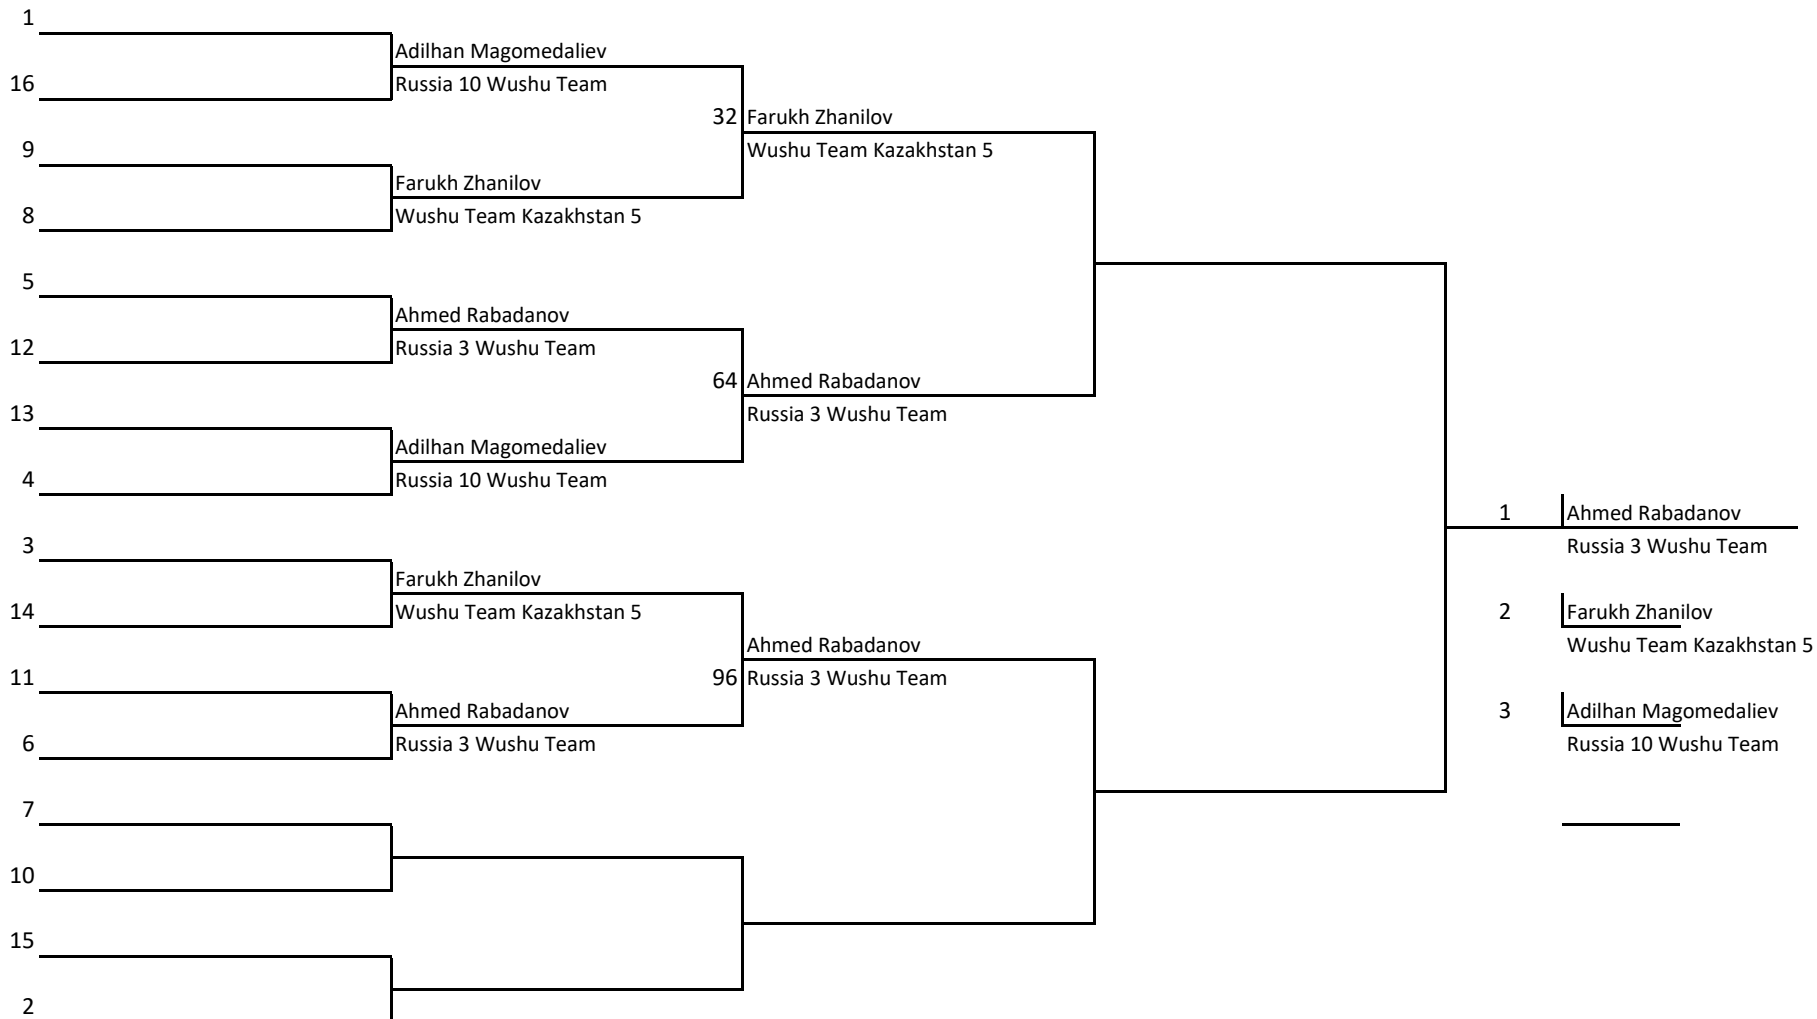 1
Adilhan Magomedaliev
16
Russia 10 Wushu Team
32
Farukh Zhanilov
9
Wushu Team Kazakhstan 5
Farukh Zhanilov
8
Wushu Team Kazakhstan 5
5
Ahmed Rabadanov
12
Russia 3 Wushu Team
64
Ahmed Rabadanov
13
Russia 3 Wushu Team
Adilhan Magomedaliev
4
Russia 10 Wushu Team
1
Ahmed Rabadanov
3
Russia 3 Wushu Team
Farukh Zhanilov
14
Wushu Team Kazakhstan 5
2
Farukh Zhanilov
Ahmed Rabadanov
Wushu Team Kazakhstan 5
11
96
Russia 3 Wushu Team
Ahmed Rabadanov
3
Adilhan Magomedaliev
6
Russia 3 Wushu Team
Russia 10 Wushu Team
7
10
15
2